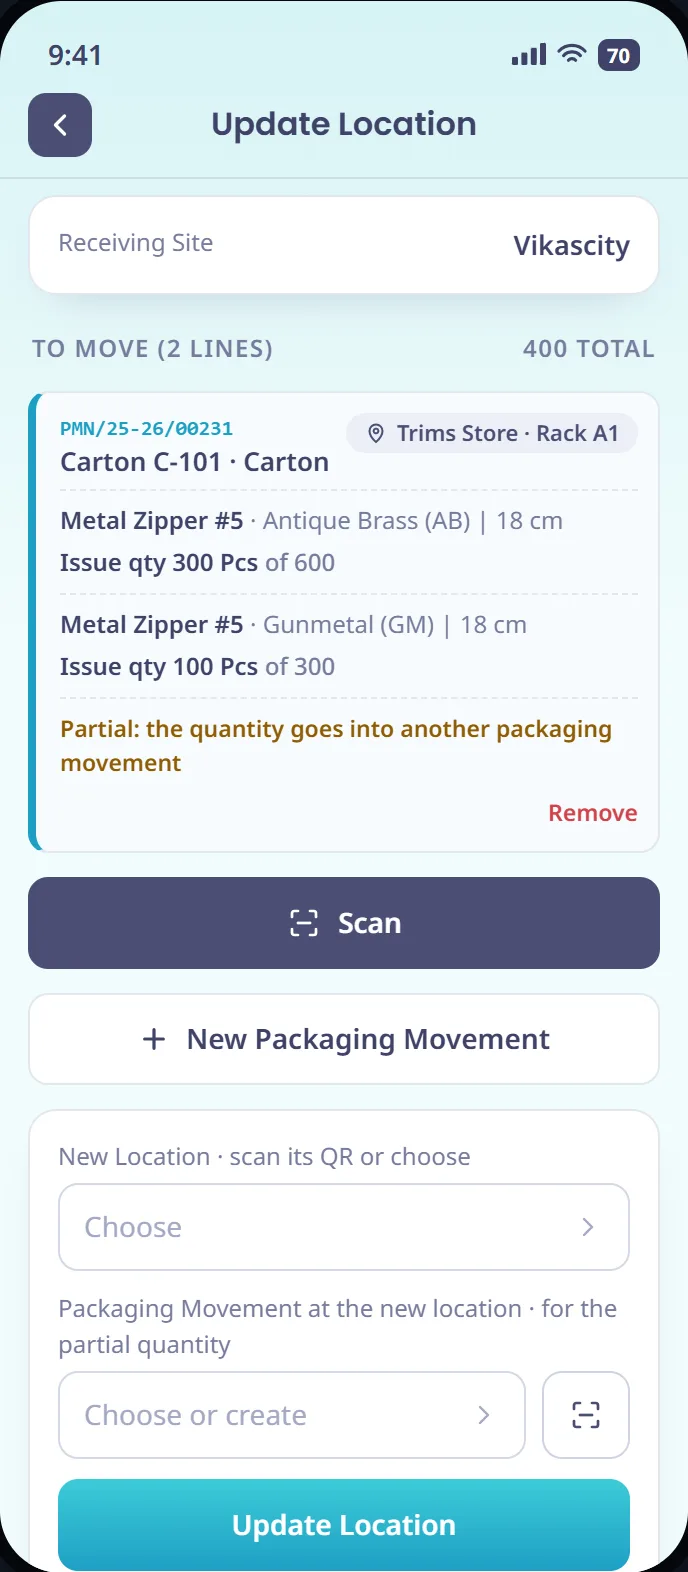 9:41
70
Update Location
Receiving Site
Vikascity
TO MOVE (2 LINES)
400 TOTAL
PMN/25-26/00231
Trims Store · Rack A1
Carton C-101 · Carton
Metal Zipper #5 · Antique Brass (AB) | 18 cm
Issue qty 300 Pcs of 600
Metal Zipper #5 · Gunmetal (GM) | 18 cm
Issue qty 100 Pcs of 300
Partial: the quantity goes into another packaging
movement
Remove
Scan
New Packaging Movement
New Location · scan its QR or choose
Choose
Packaging Movement at the new location · for the
partial quantity
Choose or create
Update Location